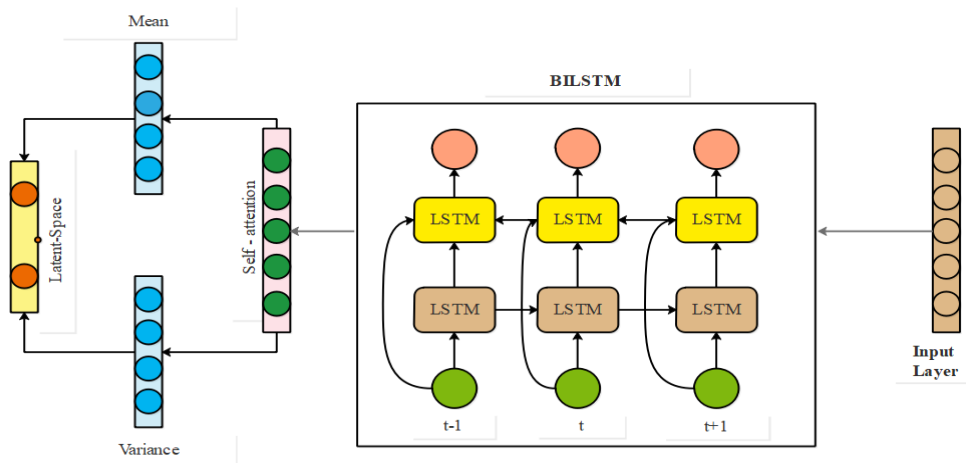 Mean
BILSTM
LSTM
LSTM
LSTM
Self - attention
Latent-Space
LSTM
LSTM
LSTM
Input
Layer
t-1
t
t+1
Variance